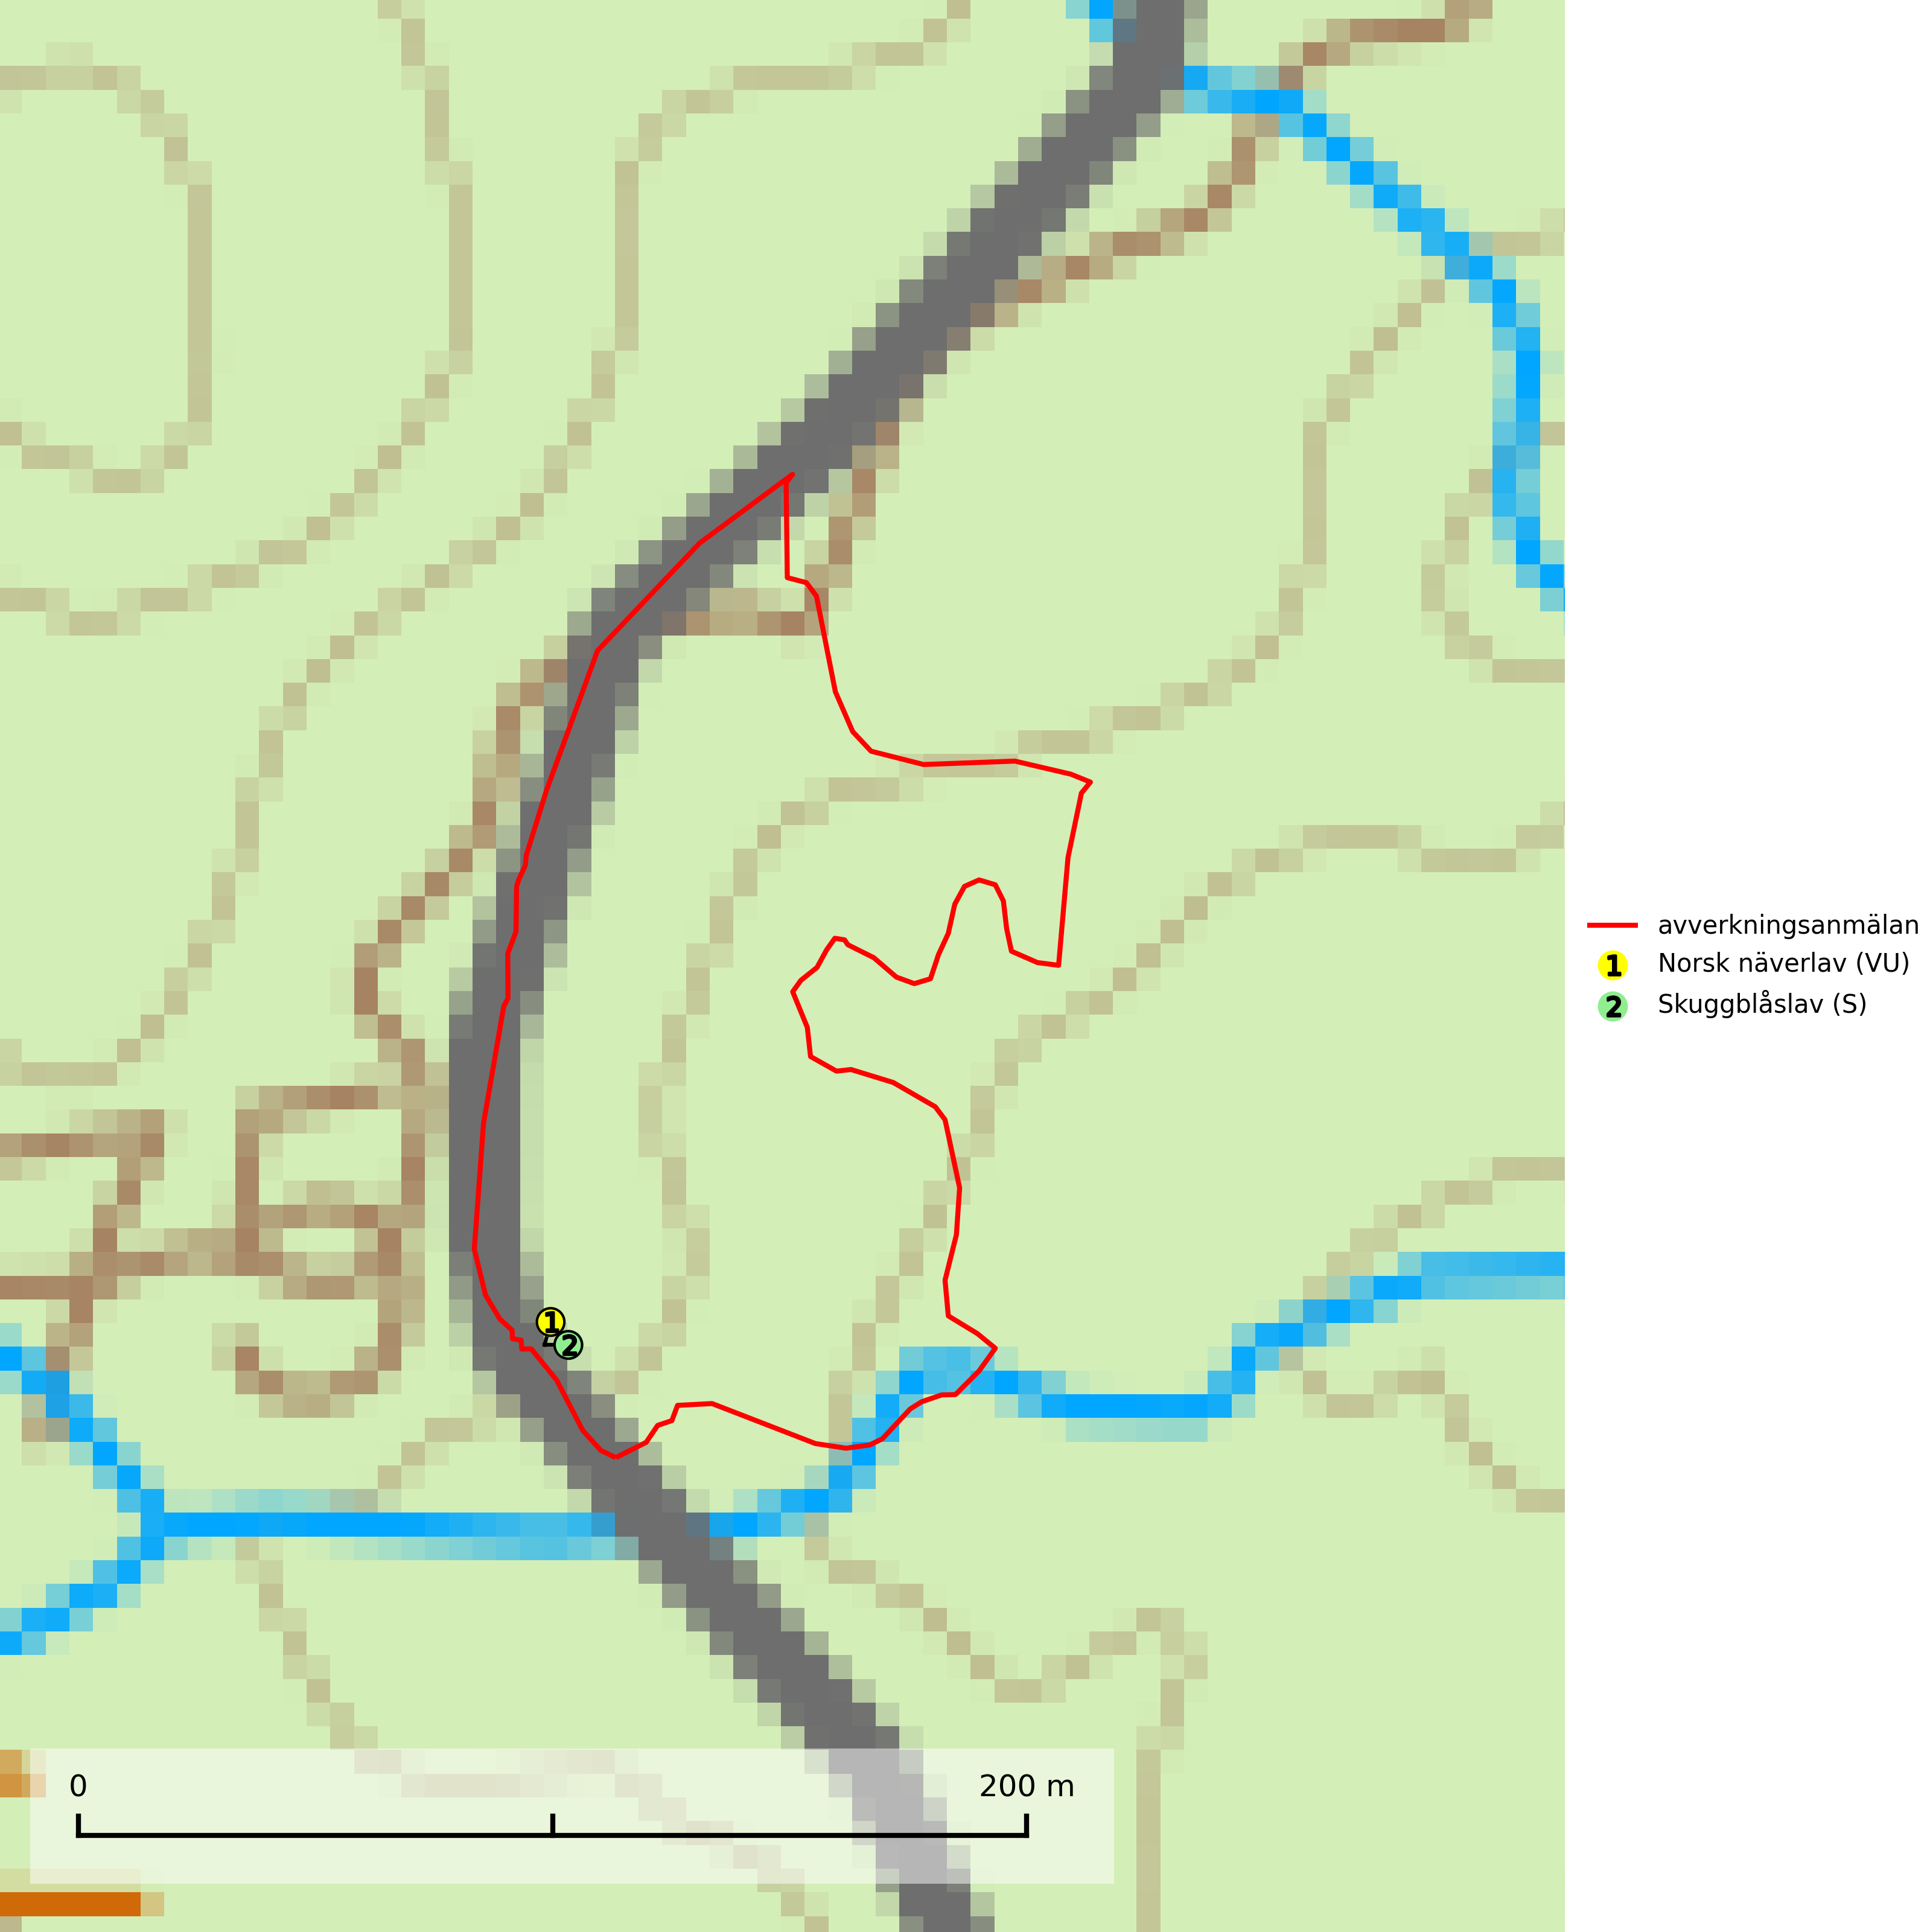 avverkningsanmälan
1 Norsk näverlav (VU)
2 Skuggblåslav (S)
1
2
0 200 m